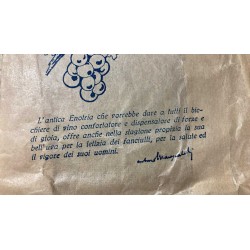 L'antica Enotria che vorrebbe dare a tutti il bic-
chiere di vino confortatore e dispensatore di forze e
di gioia, offre anche nella stagione propizia la sua
bell'uva per la letizia dei fanciulli, per la salute ed
il vigore dei suoi uomini.